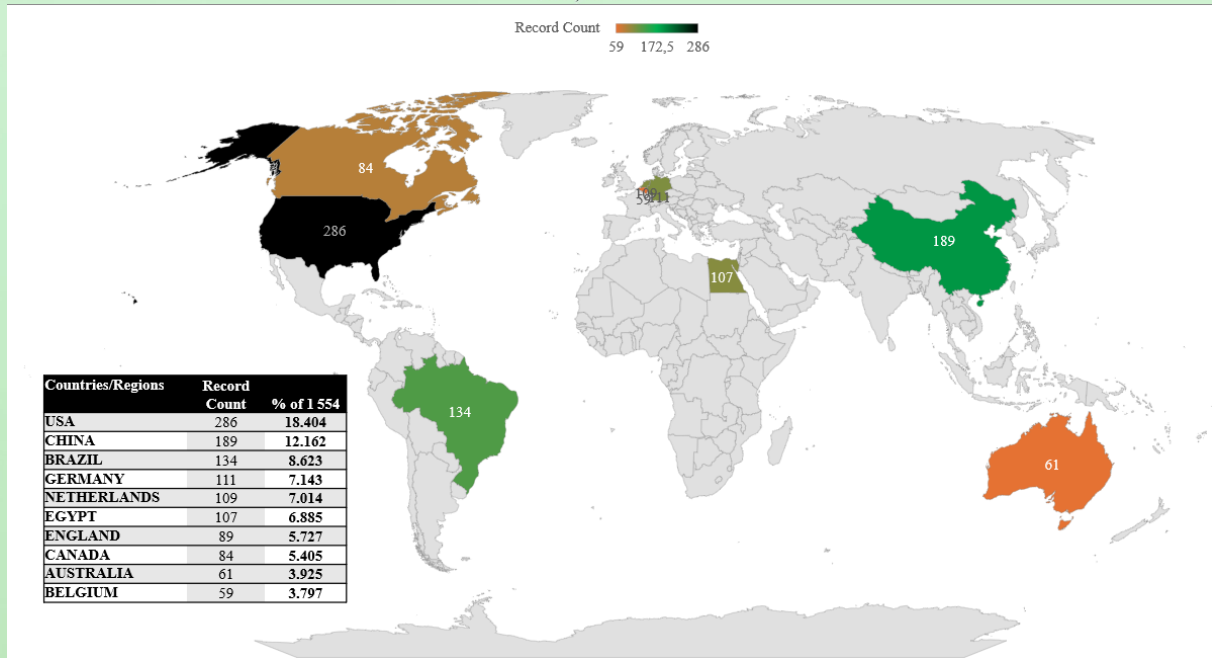 Record Count
59 172,5 286
84
286
109
59
111
189
107
134
61
Countries/Regions Record Count % of 1 554
USA 286 18.404
CHINA 189 12.162
BRAZIL 134 8.623
GERMANY 111 7.143
NETHERLANDS 109 7.014
EGYPT 107 6.885
ENGLAND 89 5.727
CANADA 84 5.405
AUSTRALIA 61 3.925
BELGIUM 59 3.797